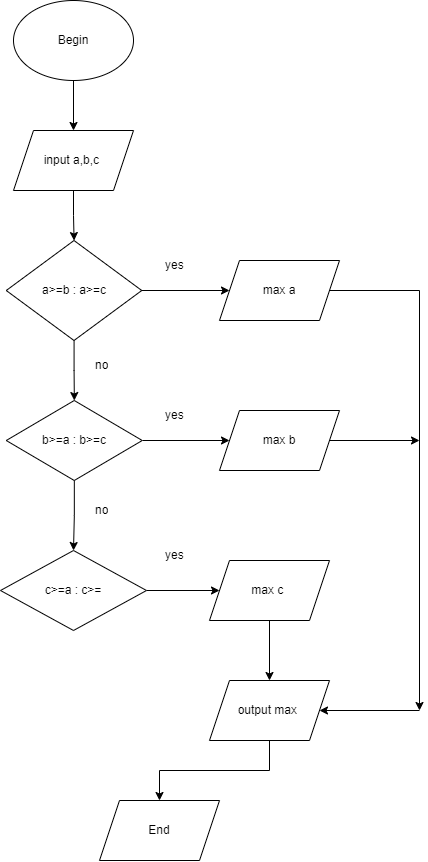 Begin
input a,b,c
a>=b : a>=c
yes
max a
no
b>=a : b>=c
yes
max b
no
c>=a : c>=
yes
max c
output max
End